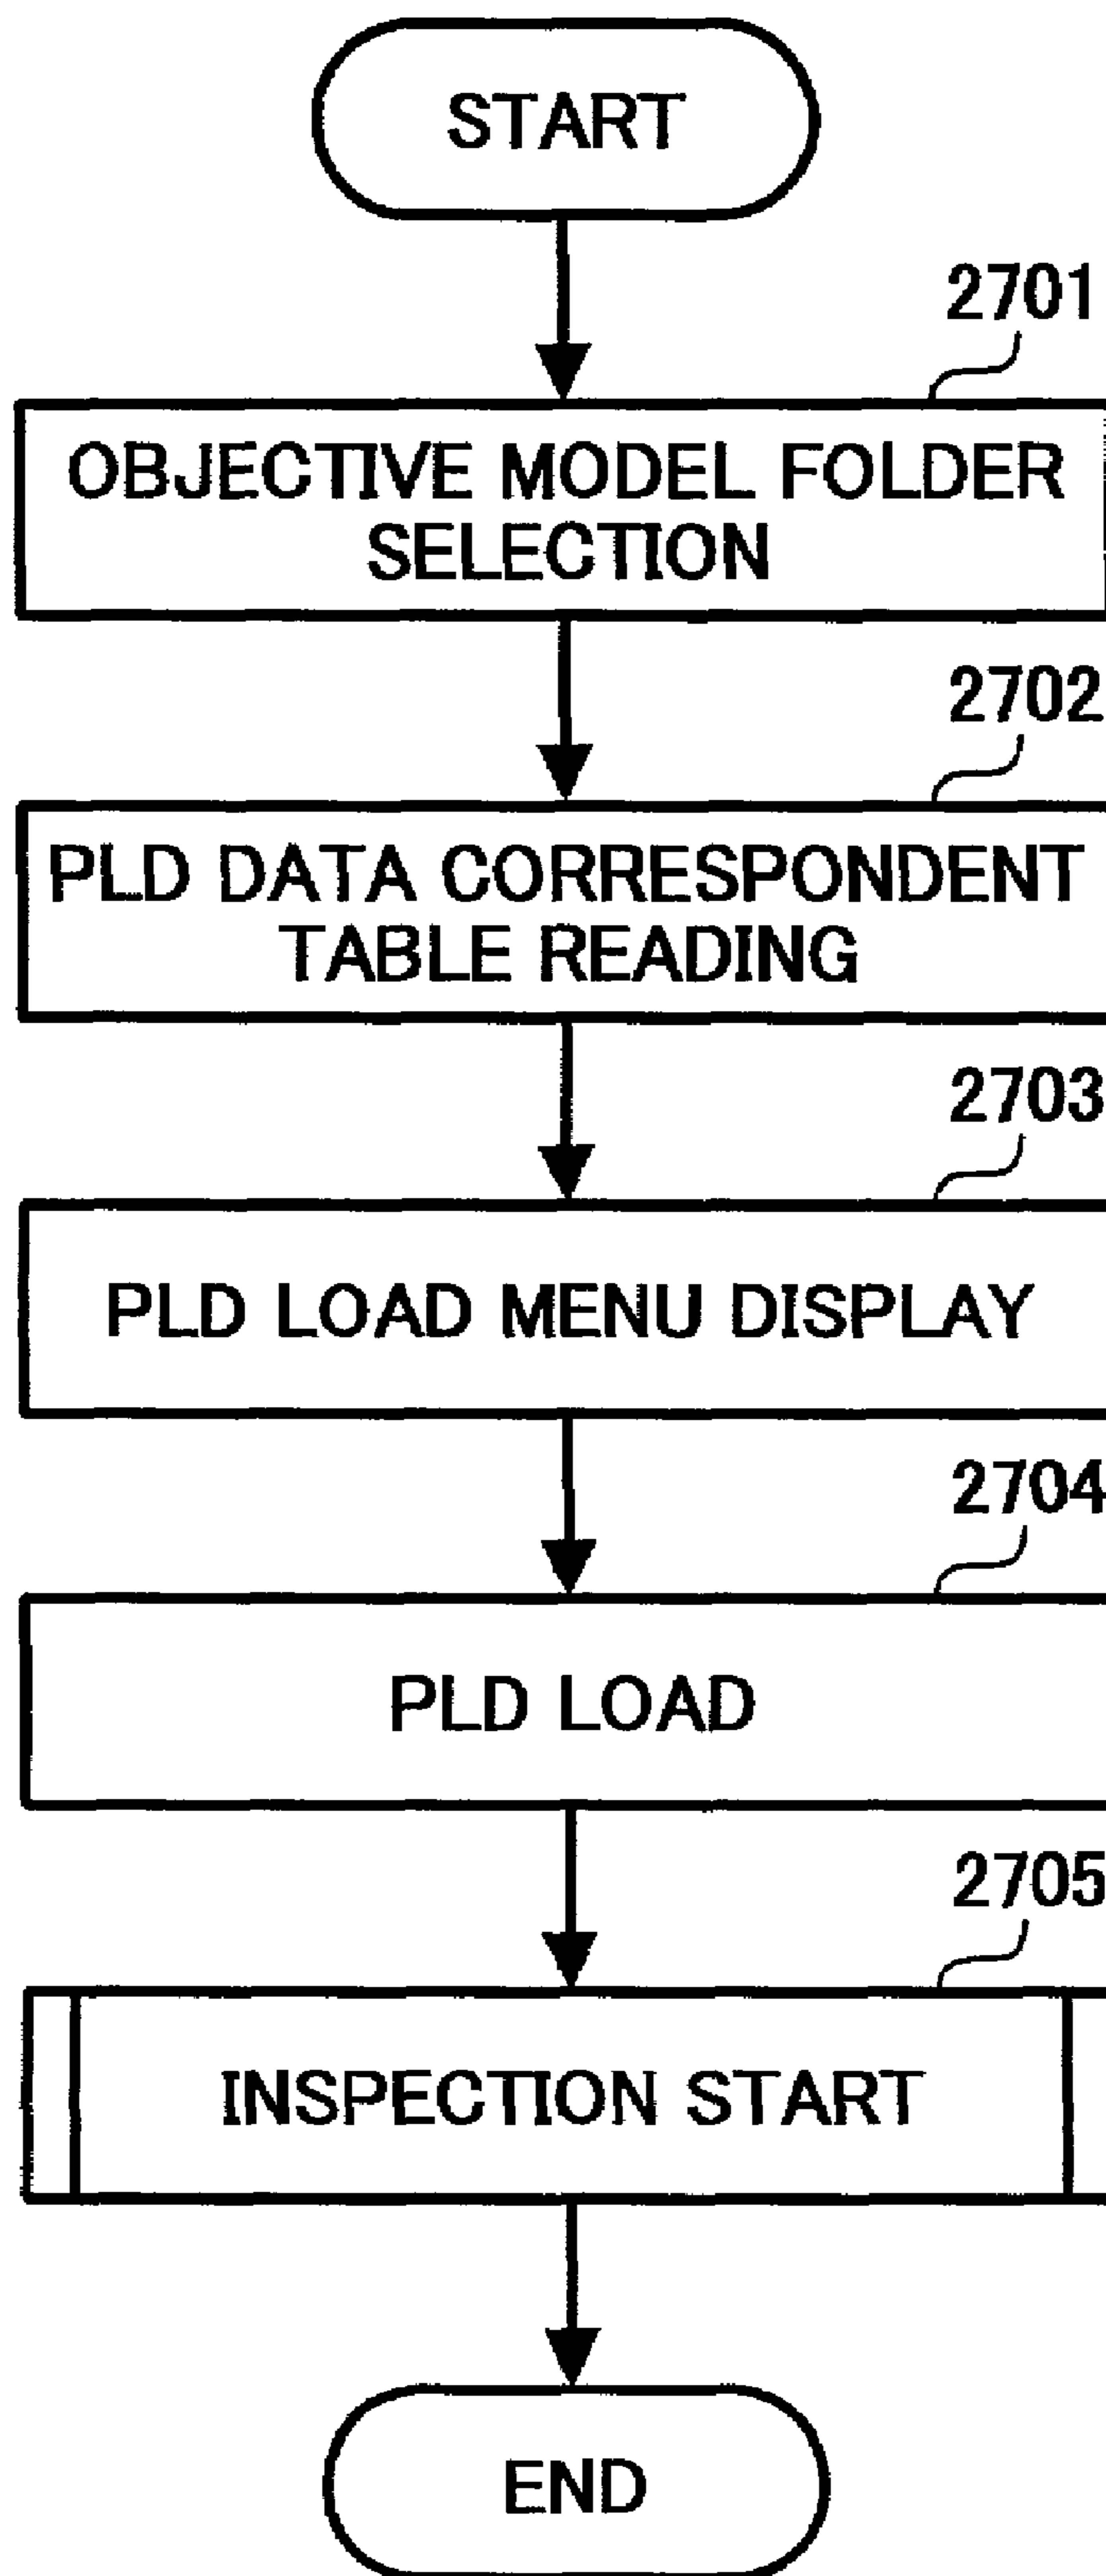 START
2701
OBJECTIVE MODEL FOLDER
SELECTION
2702
PLD DATA CORRESPONDENT
TABLE READING
2703
PLD LOAD MENU DISPLAY
2704
PLD LOAD
2705
INSPECTION START
END